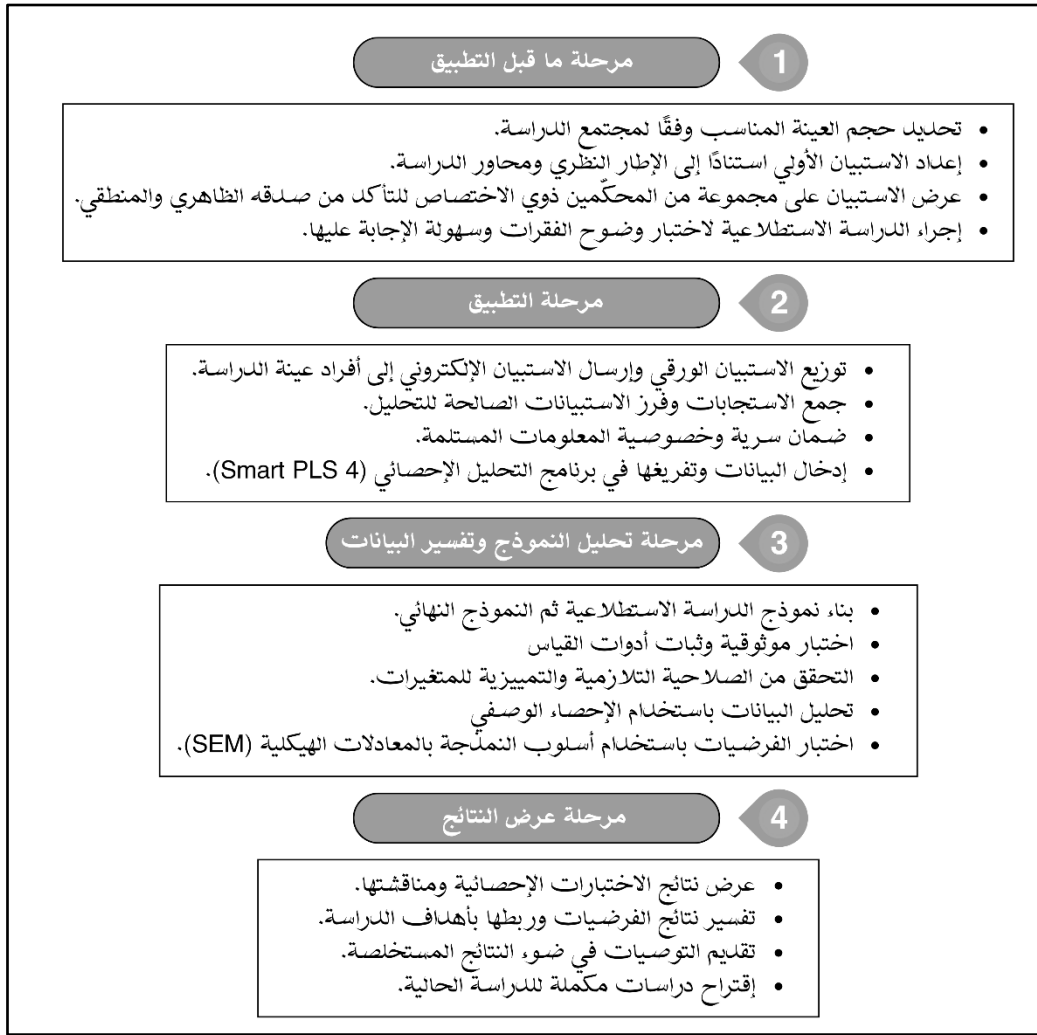 1 مرحلة ما قبل التطبيق
• تحديد حجم العينة المناسب وفقًا لمجتمع الدراسة.
• إعداد الاستبيان الأولي استنادًا إلى الإطار النظري ومحاور الدراسة.
• عرض الاستبيان على مجموعة من المحكّمين ذوي الاختصاص للتأكد من صدقه الظاهري والمنطقي.
• إجراء الدراسة الاستطلاعية لاختبار وضوح الفقرات وسهولة الإجابة عليها.
2 مرحلة التطبيق
• توزيع الاستبيان الورقي وإرسال الاستبيان الإلكتروني إلى أفراد عينة الدراسة.
• جمع الاستجابات وفرز الاستبيانات الصالحة للتحليل.
• ضمان سرية وخصوصية المعلومات المستلمة.
• إدخال البيانات وتفريغها في برنامج التحليل الإحصائي (Smart PLS 4).
3 مرحلة تحليل النموذج وتفسير البيانات
• بناء نموذج الدراسة الاستطلاعية ثم النموذج النهائي.
• اختبار موثوقية وثبات أدوات القياس
• التحقق من الصلاحية التلازمية والتمييزية للمتغيرات.
• تحليل البيانات باستخدام الإحصاء الوصفي
• اختبار الفرضيات باستخدام أسلوب النمذجة بالمعادلات الهيكلية (SEM).
4 مرحلة عرض النتائج
• عرض نتائج الاختبارات الإحصائية ومناقشتها.
• تفسير نتائج الفرضيات وربطها بأهداف الدراسة.
• تقديم التوصيات في ضوء النتائج المستخلصة.
• إقتراح دراسات مكملة للدراسة الحالية.